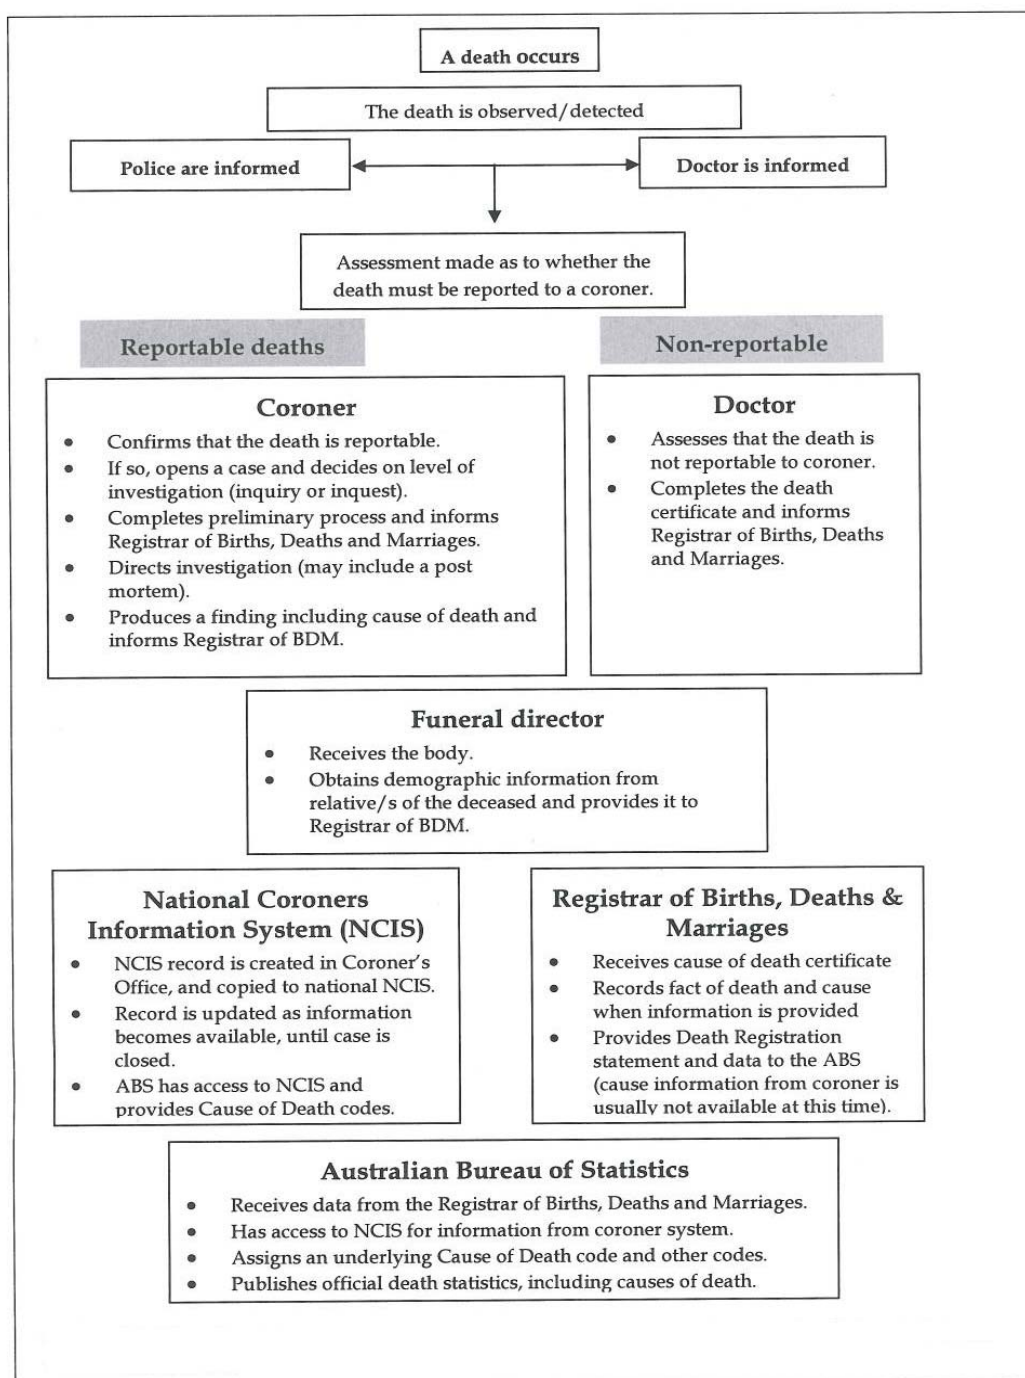 A death occurs
The death is observed/detected
Police are informed
Doctor is informed
Assessment made as to whether the
death must be reported to a coroner.
Reportable deaths
Non-reportable
Coroner
• Confirms that the death is reportable.
• If so, opens a case and decides on level of
investigation (inquiry or inquest).
• Completes preliminary process and informs
Registrar of Births, Deaths and Marriages.
• Directs investigation (may include a post
mortem).
• Produces a finding including cause of death and
informs Registrar of BDM.
Doctor
• Assesses that the death is
not reportable to coroner.
• Completes the death
certificate and informs
Registrar of Births, Deaths
and Marriages.
Funeral director
• Receives the body.
• Obtains demographic information from
relative/s of the deceased and provides it to
Registrar of BDM.
National Coroners
Information System (NCIS)
• NCIS record is created in Coroner's
Office, and copied to national NCIS.
• Record is updated as information
becomes available, until case is
closed.
• ABS has access to NCIS and
provides Cause of Death codes.
Registrar of Births, Deaths &
Marriages
• Receives cause of death certificate
• Records fact of death and cause
when information is provided
• Provides Death Registration
statement and data to the ABS
(cause information from coroner is
usually not available at this time).
Australian Bureau of Statistics
• Receives data from the Registrar of Births, Deaths and Marriages.
• Has access to NCIS for information from coroner system.
• Assigns an underlying Cause of Death code and other codes.
• Publishes official death statistics, including causes of death.